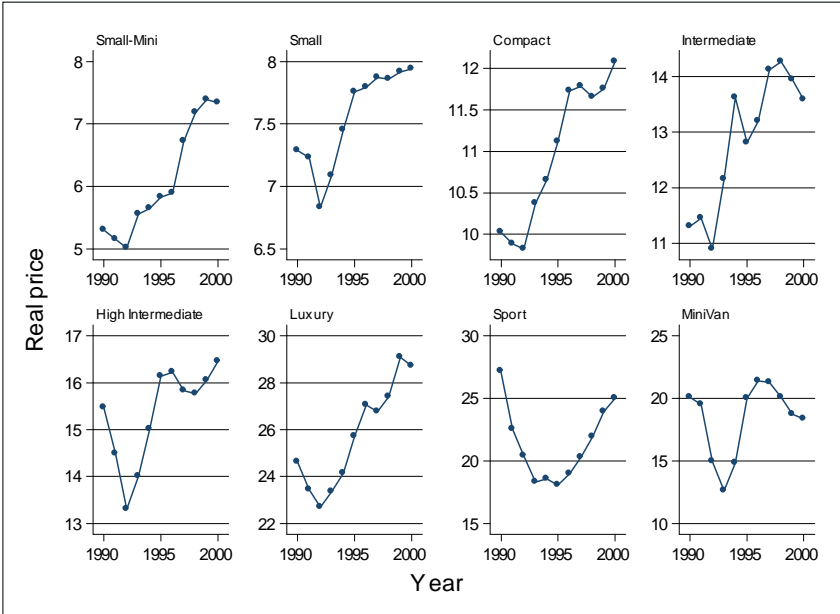 Small-Mini
8
7
6
5
1990 1995 2000
Small
8
7.5
7
6.5
1990 1995 2000
Compact
12
11.5
11
10.5
10
1990 1995 2000
Intermediate
14
13
12
11
1990 1995 2000
High Intermediate
17
16
15
14
13
1990 1995 2000
Luxury
30
28
26
24
22
1990 1995 2000
Sport
30
25
20
15
1990 1995 2000
MiniVan
25
20
15
10
1990 1995 2000
Real price
Year